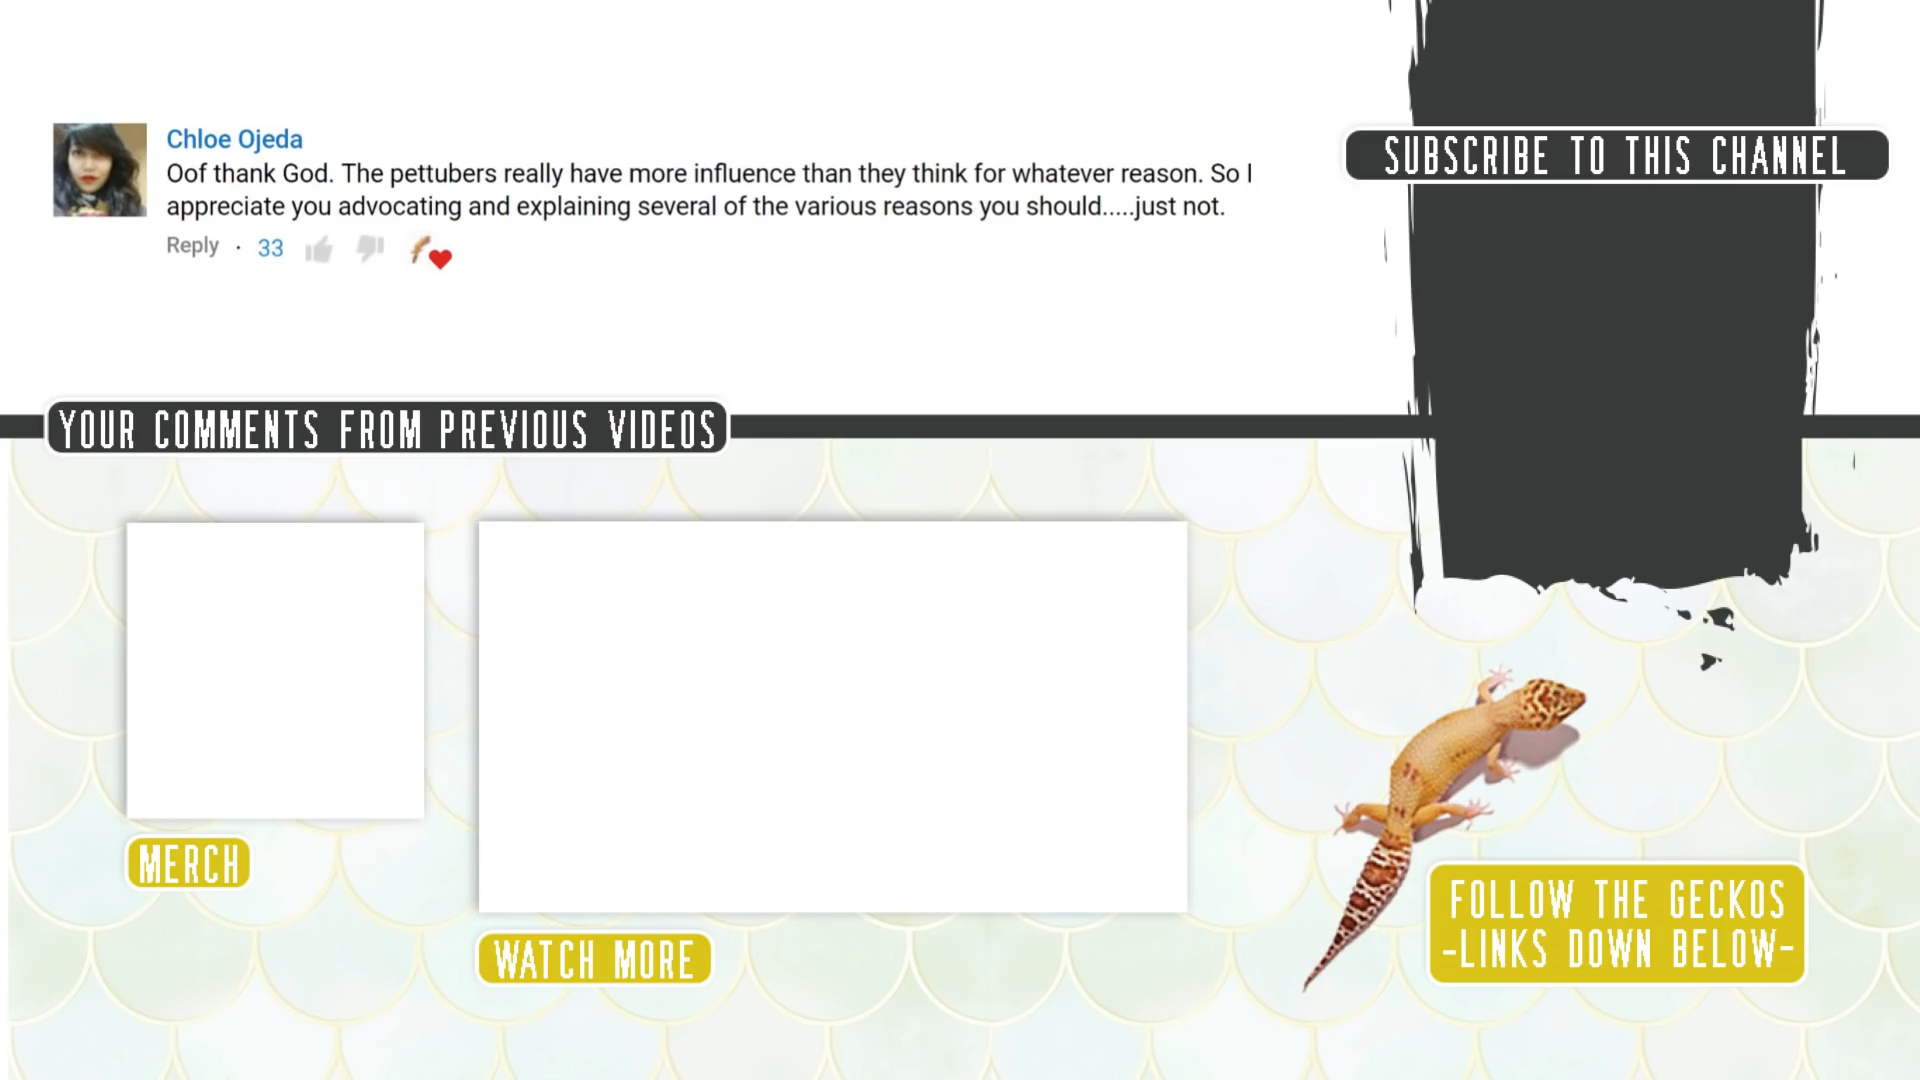 Chloe Ojeda
Oof thank God. The pettubers really have more influence than they think for whatever reason. So I
appreciate you advocating and explaining several of the various reasons you should.....just not.
Reply · 33
SUBSCRIBE TO THIS CHANNEL
YOUR COMMENTS FROM PREVIOUS VIDEOS
MERCH
WATCH MORE
FOLLOW THE GECKOS
-LINKS DOWN BELOW-